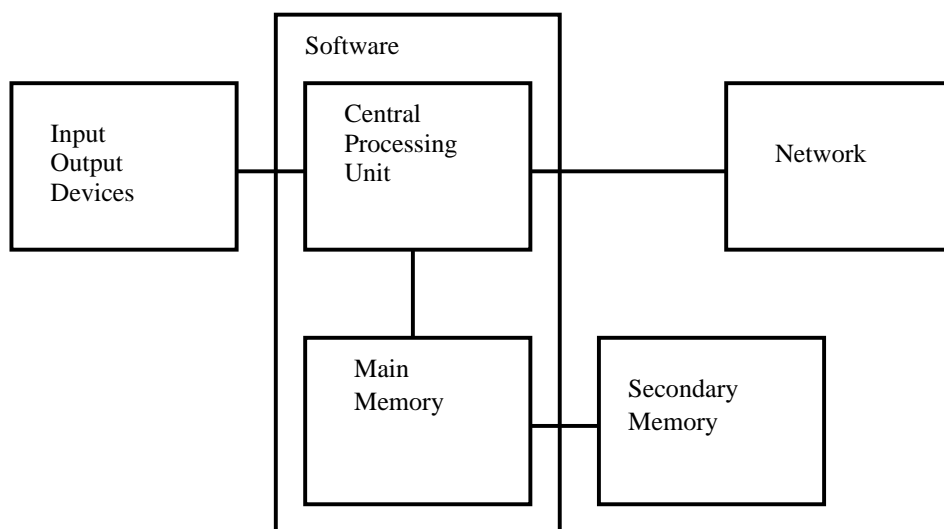 Software
Input
Output
Devices
Central
Processing
Unit
Network
Main
Memory
Secondary
Memory